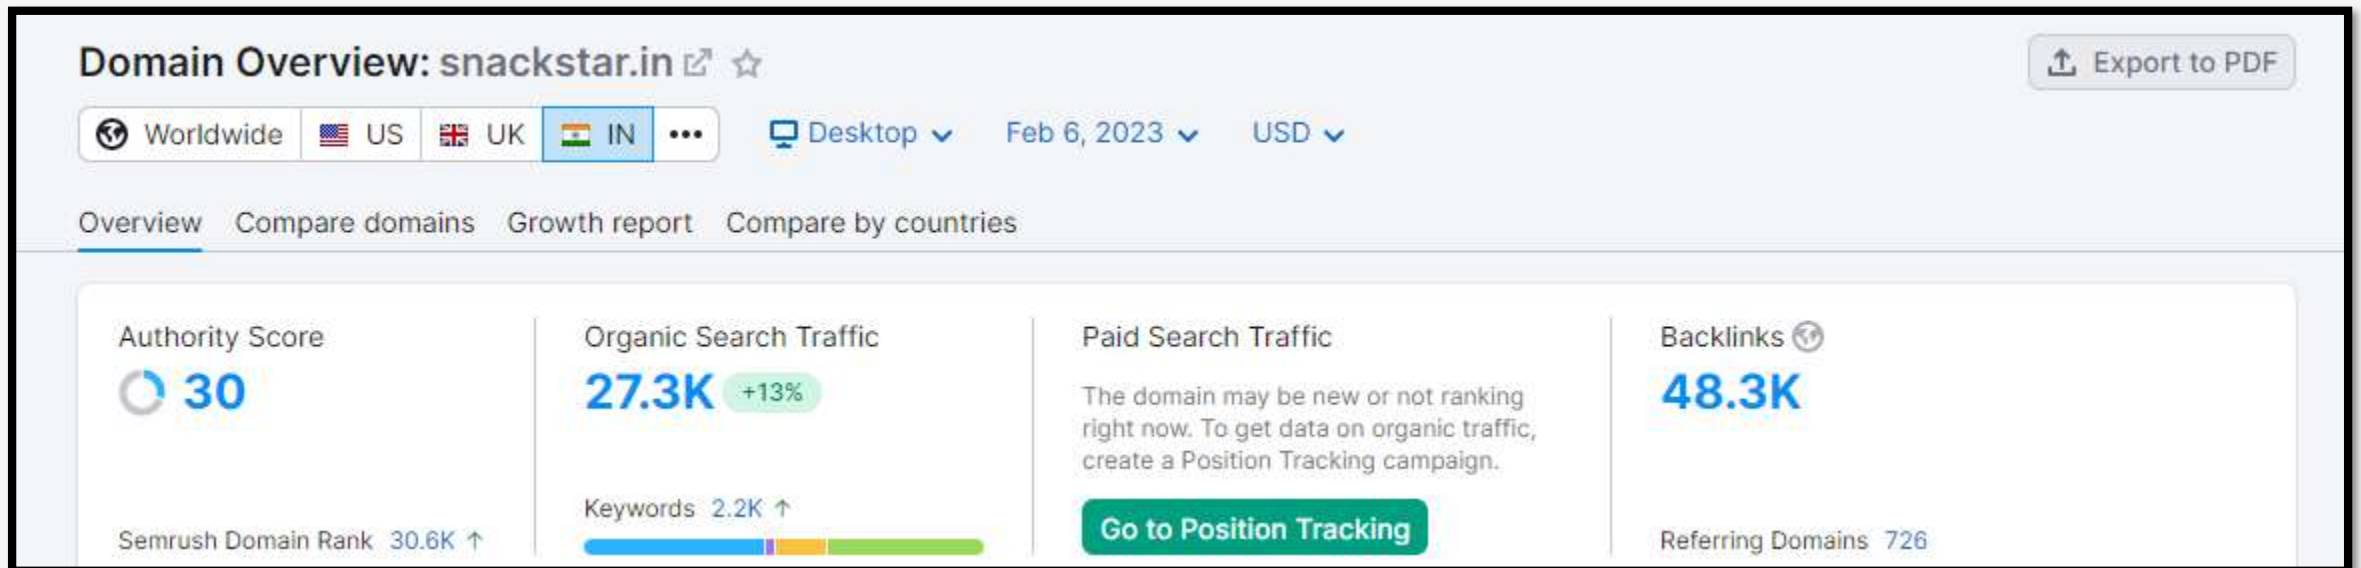 Domain Overview: snackstar.in
Export to PDF
Worldwide US UK IN ••• Desktop Feb 6, 2023 USD
Overview Compare domains Growth report Compare by countries
Authority Score
30
Semrush Domain Rank 30.6K ↑
Organic Search Traffic
27.3K +13%
Keywords 2.2K ↑
Paid Search Traffic
The domain may be new or not ranking
right now. To get data on organic traffic,
create a Position Tracking campaign.
Go to Position Tracking
Backlinks
48.3K
Referring Domains 726